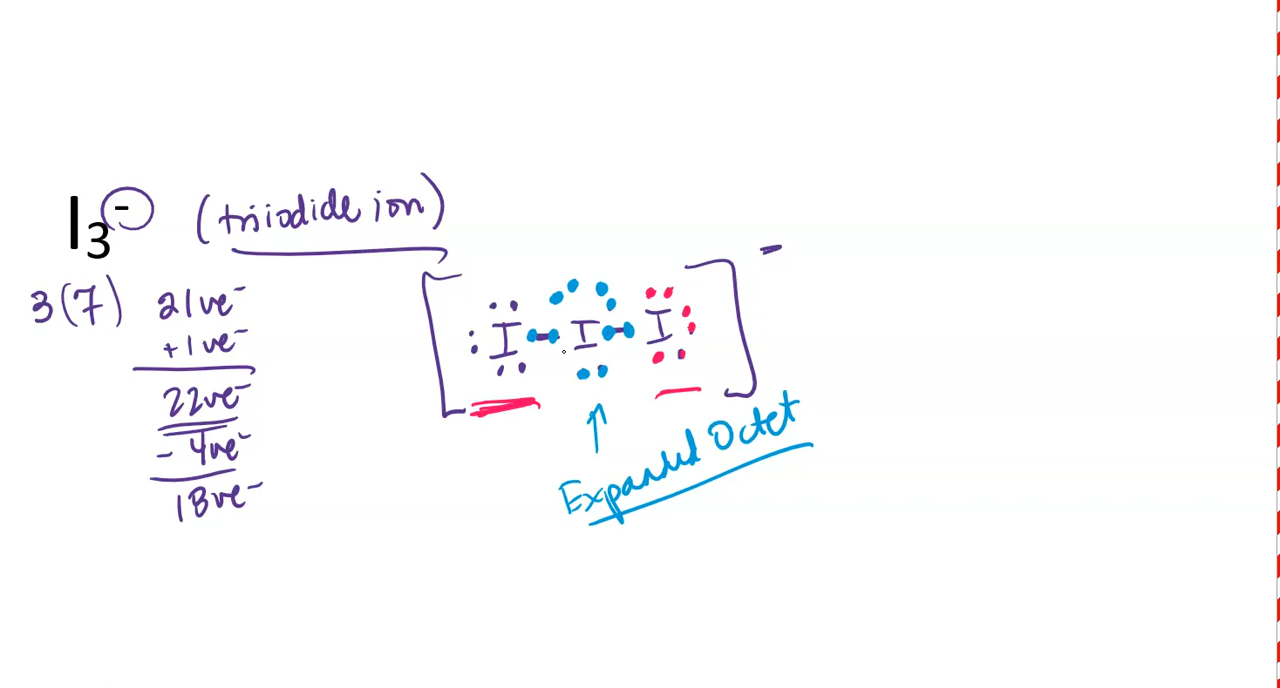 I3- (triiodide ion)
3(7) 21ve-
+1ve-
22ve-
-4ve-
18ve-
[:I-I-I:]-
Expanded Octet